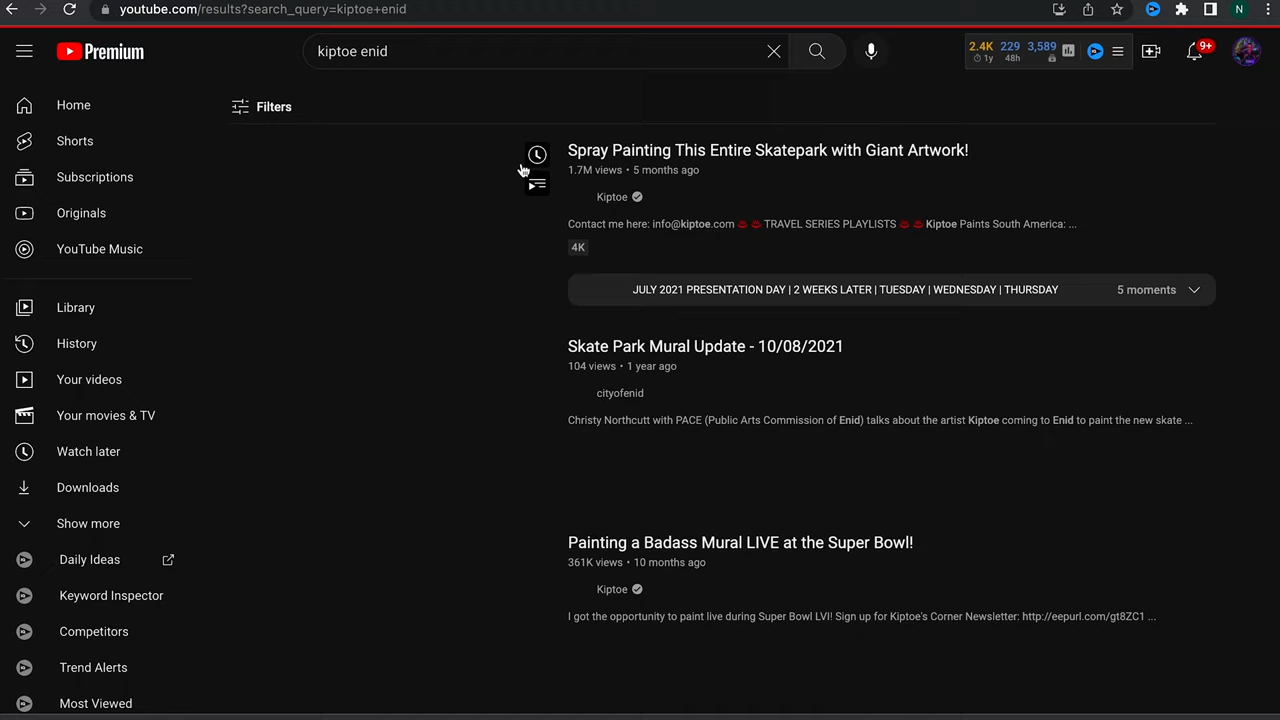 youtube.com/results?search_query=kiptoe+enid
N
Premium
kiptoe enid
2.4K 229 3,589
1y 48h
9+
Home
Shorts
Subscriptions
Originals
YouTube Music
Library
History
Your videos
Your movies & TV
Watch later
Downloads
Show more
Daily Ideas
Keyword Inspector
Competitors
Trend Alerts
Most Viewed
Filters
Spray Painting This Entire Skatepark with Giant Artwork!
1.7M views • 5 months ago
Kiptoe
Contact me here: info@kiptoe.com ♨ ♨ TRAVEL SERIES PLAYLISTS ♨ ♨ Kiptoe Paints South America: ...
4K
JULY 2021 PRESENTATION DAY | 2 WEEKS LATER | TUESDAY | WEDNESDAY | THURSDAY 5 moments
Skate Park Mural Update - 10/08/2021
104 views • 1 year ago
cityofenid
Christy Northcutt with PACE (Public Arts Commission of Enid) talks about the artist Kiptoe coming to Enid to paint the new skate ...
Painting a Badass Mural LIVE at the Super Bowl!
361K views • 10 months ago
Kiptoe
I got the opportunity to paint live during Super Bowl LVI! Sign up for Kiptoe's Corner Newsletter: http://eepurl.com/gt8ZC1 ...